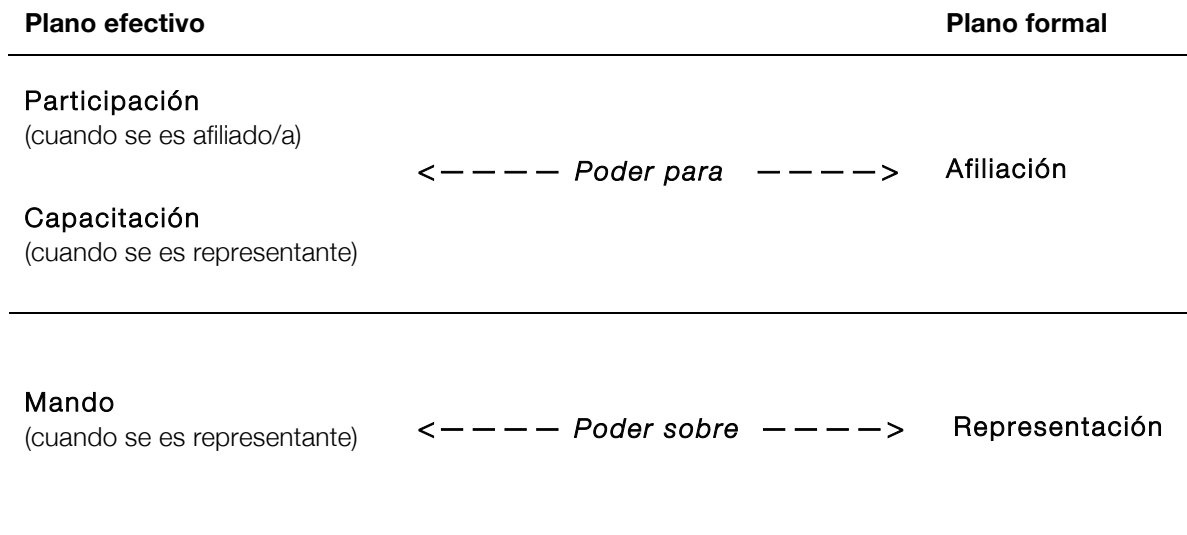 Plano efectivo Plano formal
Participación
(cuando se es afiliado/a)
<– – – – Poder para – – – –> Afiliación
Capacitación
(cuando se es representante)
Mando
(cuando se es representante)
<– – – – Poder sobre – – – –> Representación